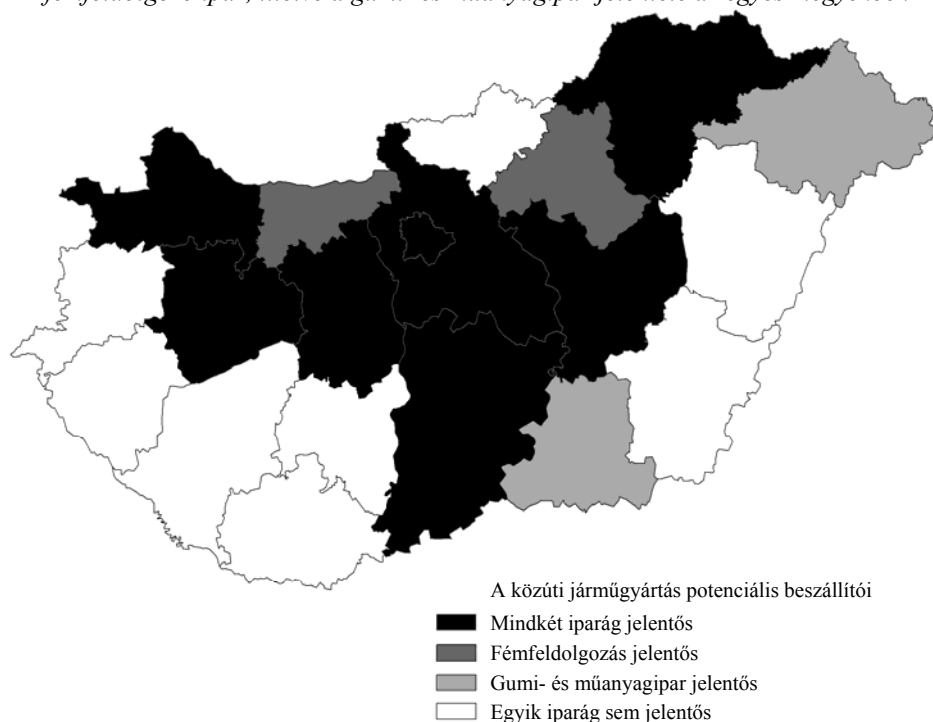 A közúti járműgyártás potenciális beszállítói
Mindkét iparág jelentős
Fémfeldolgozás jelentős
Gumi- és műanyagipar jelentős
Egyik iparág sem jelentős